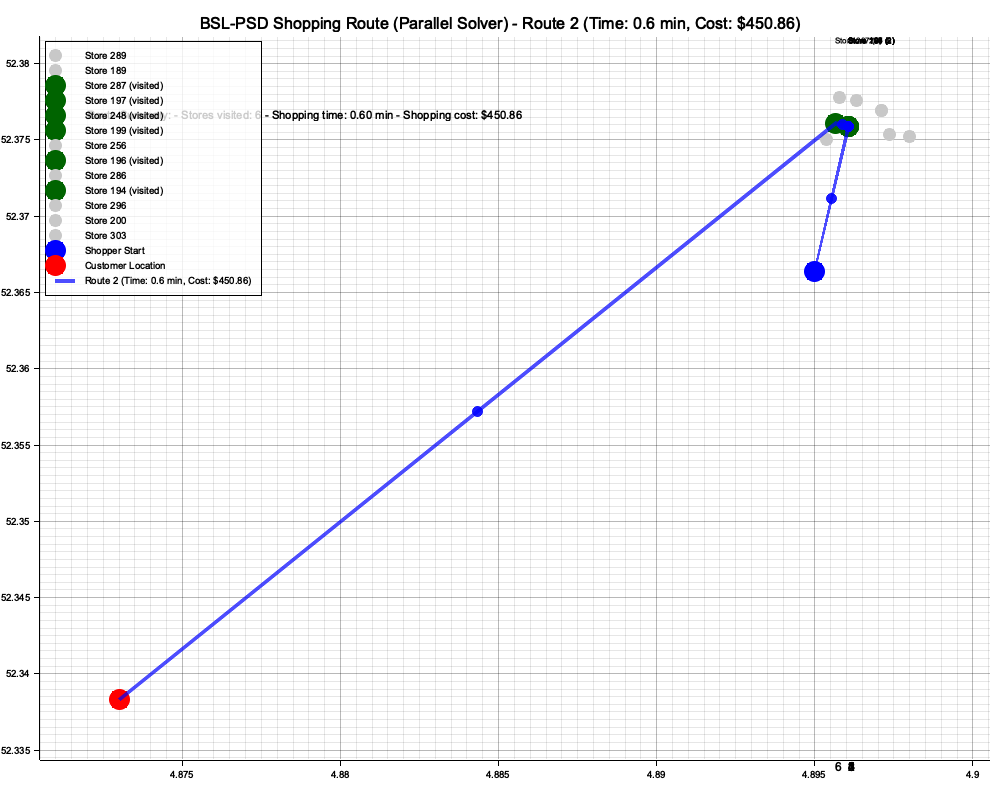 BSL-PSD Shopping Route (Parallel Solver) - Route 2 (Time: 0.6 min, Cost: $450.86)
Store 289
Store 189
Store 287 (visited)
Store 197 (visited)
Store 248 (visited)
- Stores visited: 6 - Shopping time: 0.60 min - Shopping cost: $450.86
Store 199 (visited)
Store 256
Store 196 (visited)
Store 286
Store 194 (visited)
Store 296
Store 200
Store 303
Shopper Start
Customer Location
Route 2 (Time: 0.6 min, Cost: $450.86)
52.38
52.375
52.37
52.365
52.36
52.355
52.35
52.345
52.34
52.335
6
4.875
4.88
4.885
4.89
4.895
4.9